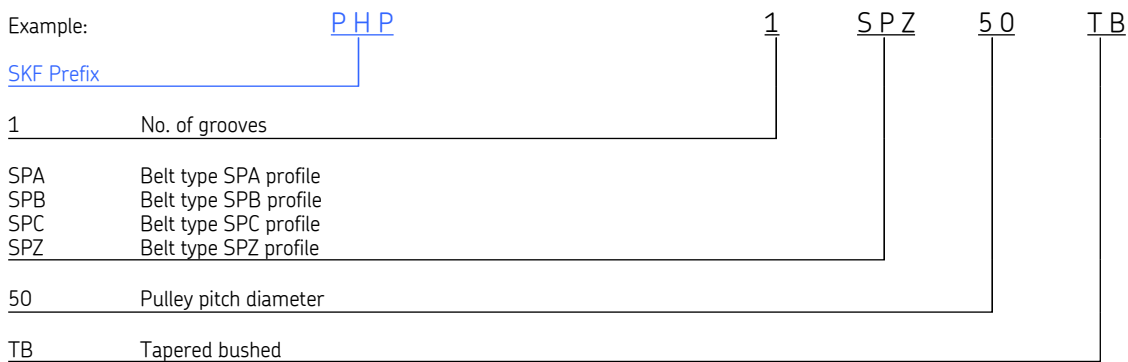 Example: P H P 1 S P Z 5 0 T B
SKF Prefix
1 No. of grooves
SPA Belt type SPA profile
SPB Belt type SPB profile
SPC Belt type SPC profile
SPZ Belt type SPZ profile
50 Pulley pitch diameter
TB Tapered bushed